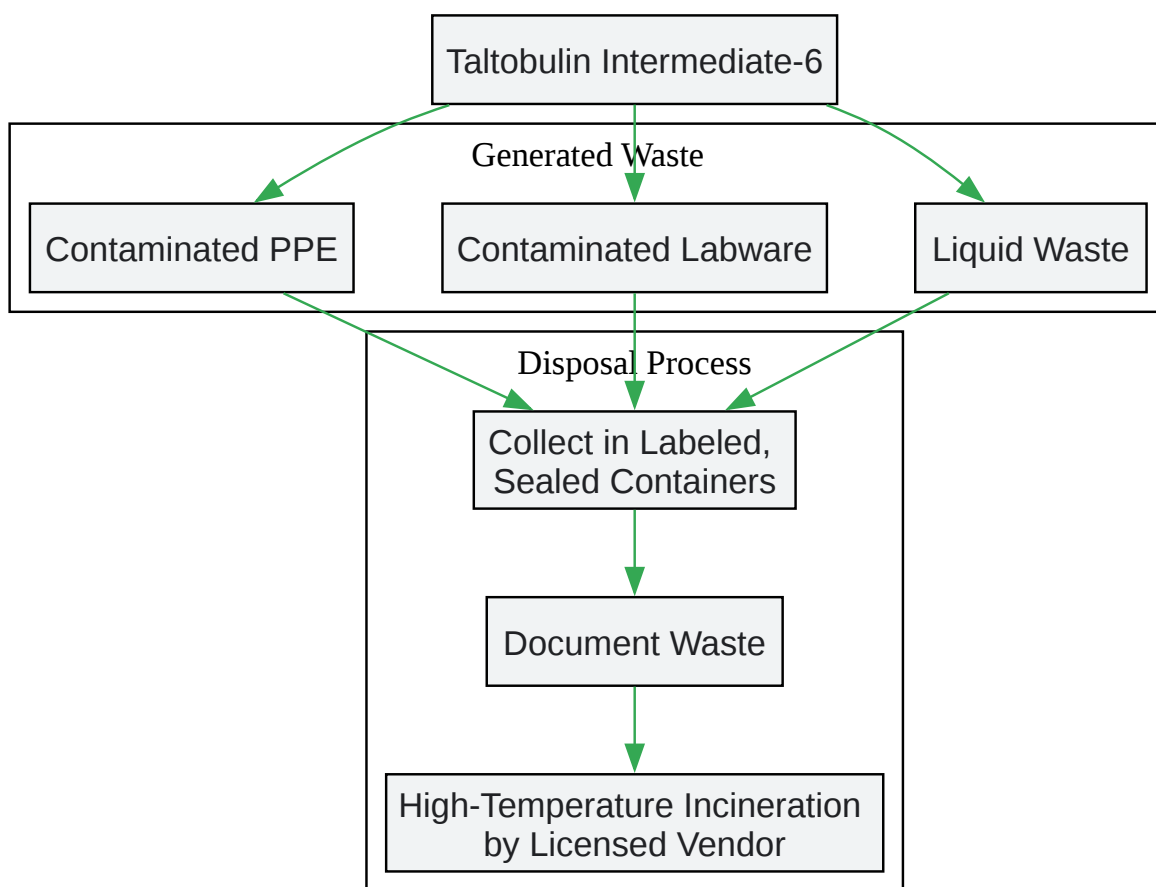 Taltobulin Intermediate-6
Generated Waste
Contaminated PPE
Contaminated Labware
Liquid Waste
Disposal Process
Collect in Labeled,
Sealed Containers
Document Waste
High-Temperature Incineration
by Licensed Vendor